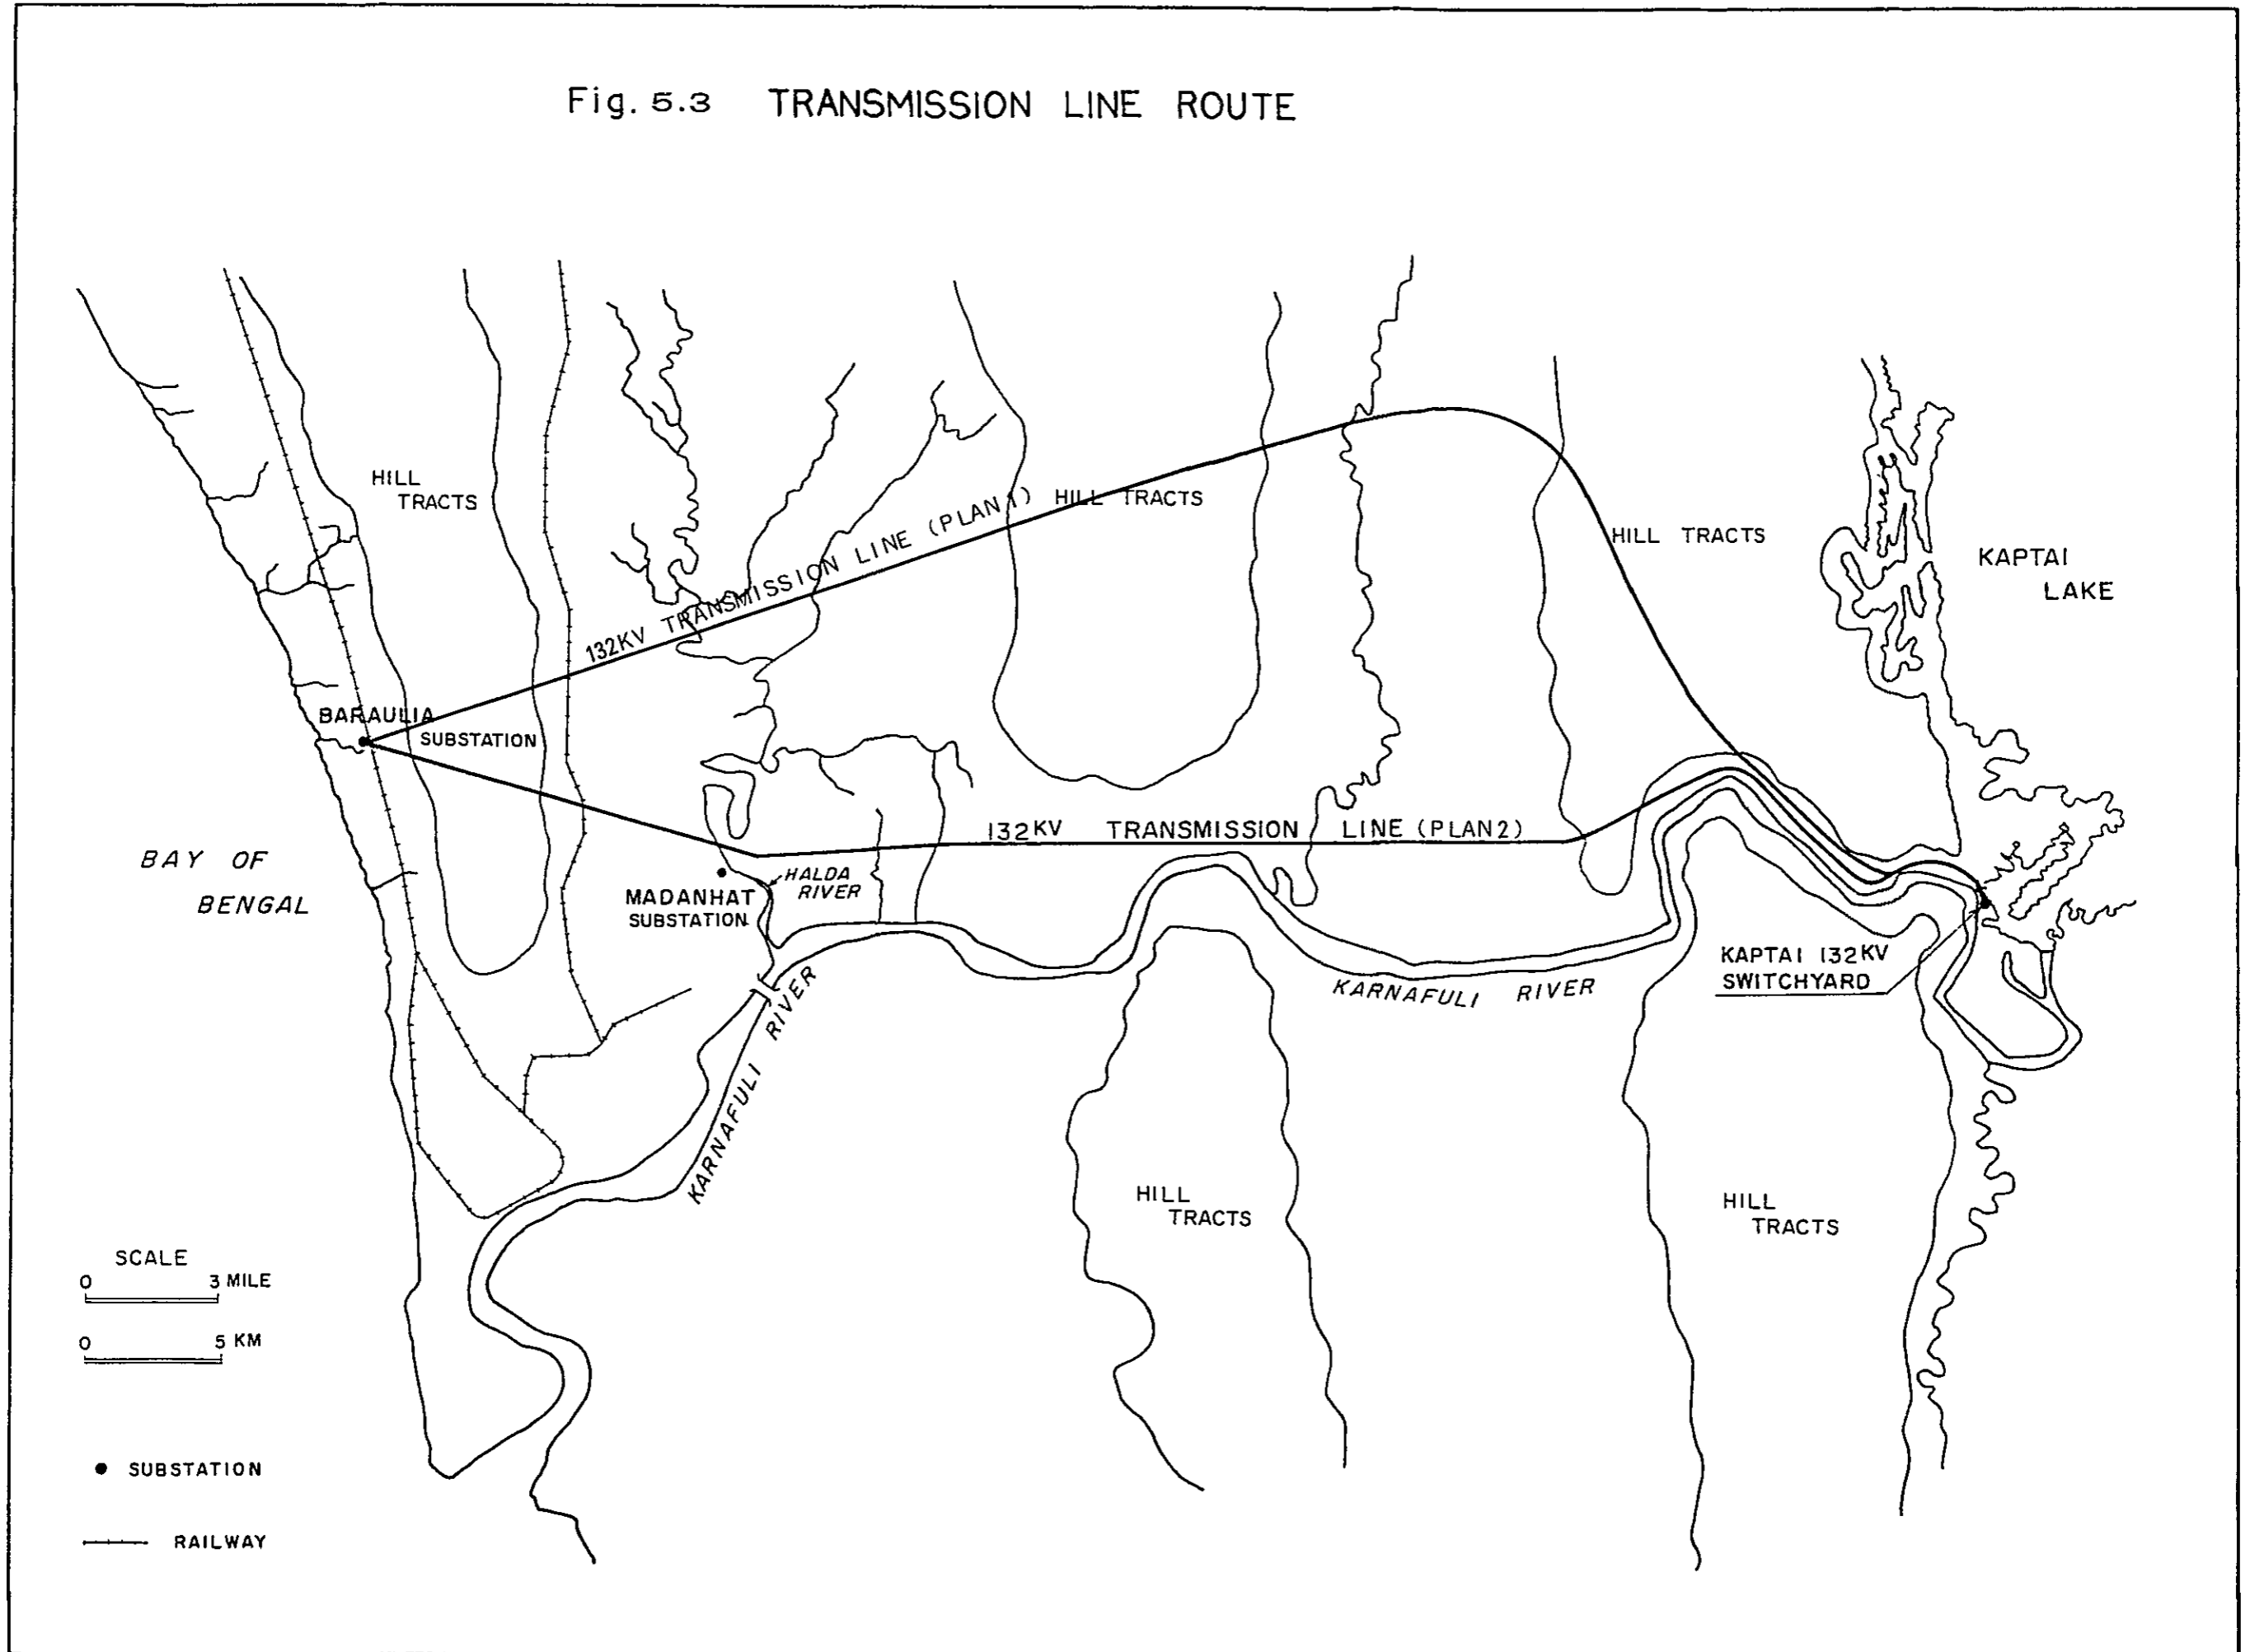 Fig. 5.3 TRANSMISSION LINE ROUTE
HILL
TRACTS
132KV TRANSMISSION LINE (PLAN 1)
HILL TRACTS
HILL TRACTS
KAPTAI
LAKE
BARAULIA
SUBSTATION
132KV TRANSMISSION LINE (PLAN2)
BAY OF
BENGAL
HALDA
RIVER
MADANHAT
SUBSTATION
KARNAFULI RIVER
KARNAFULI RIVER
KAPTAI 132KV
SWITCHYARD
HILL
TRACTS
HILL
TRACTS
SCALE
0 3 MILE
0 5 KM
SUBSTATION
RAILWAY